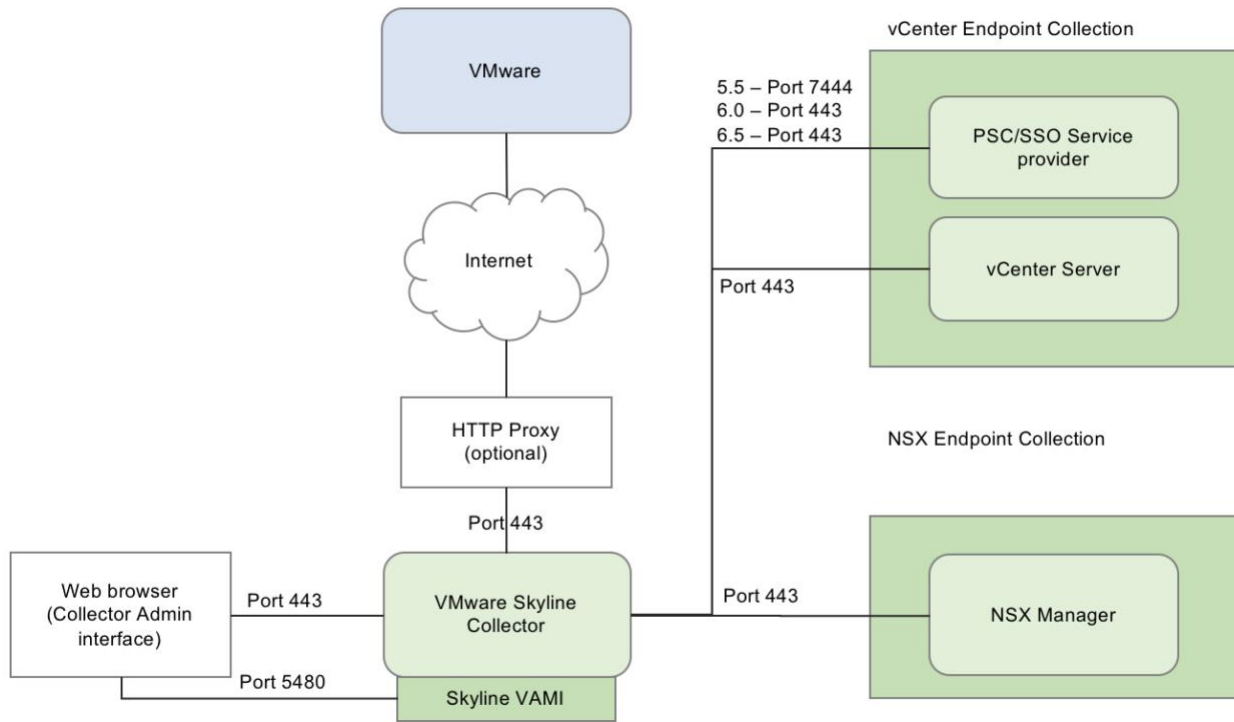 vCenter Endpoint Collection
VMware
5.5 – Port 7444
6.0 – Port 443
6.5 – Port 443
PSC/SSO Service
provider
Internet
vCenter Server
Port 443
HTTP Proxy
(optional)
NSX Endpoint Collection
Port 443
Web browser
(Collector Admin
interface)
Port 443
VMware Skyline
Collector
Port 443
NSX Manager
Port 5480
Skyline VAMI